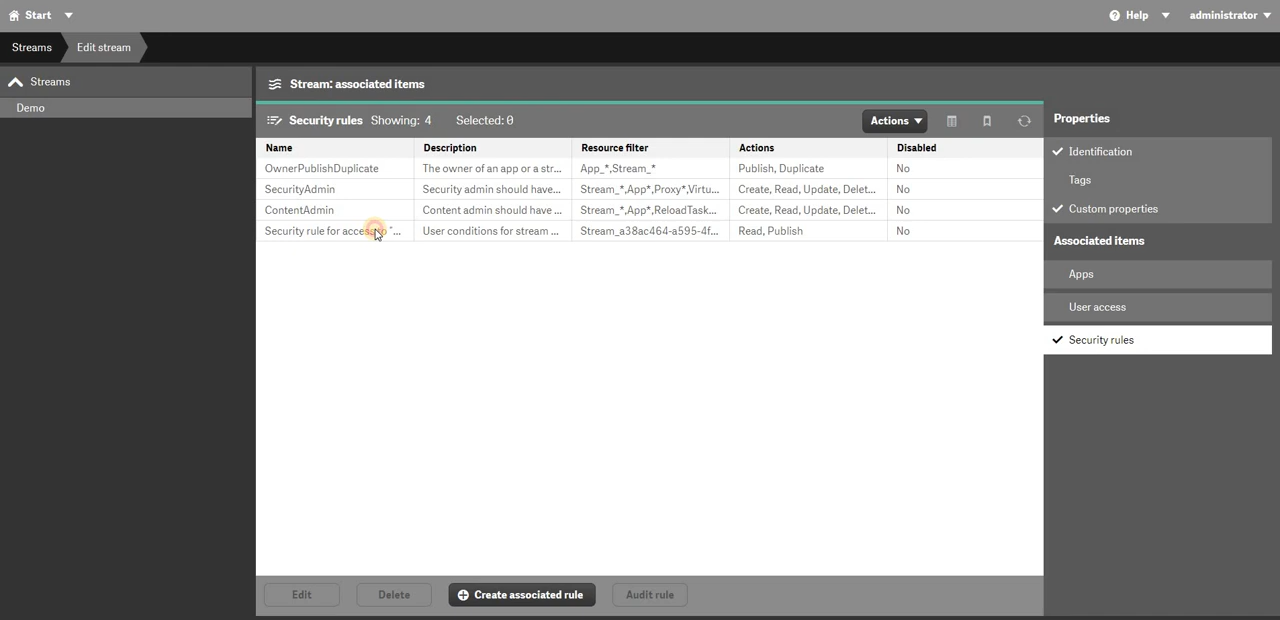 Start
Help
administrator
Streams
Edit stream
Streams
Demo
Stream: associated items
Security rules Showing: 4 Selected: 0
Actions
Name Description Resource filter Actions Disabled
OwnerPublishDuplicate The owner of an app or a str... App_*,Stream_* Publish, Duplicate No
SecurityAdmin Security admin should have... Stream_*,App*,Proxy*,Virtu... Create, Read, Update, Delet... No
ContentAdmin Content admin should have ... Stream_*,App*,ReloadTask... Create, Read, Update, Delet... No
Security rule for access to "... User conditions for stream ... Stream_a38ac464-a595-4f... Read, Publish No
Edit
Delete
Create associated rule
Audit rule
Properties
Identification
Tags
Custom properties
Associated items
Apps
User access
Security rules